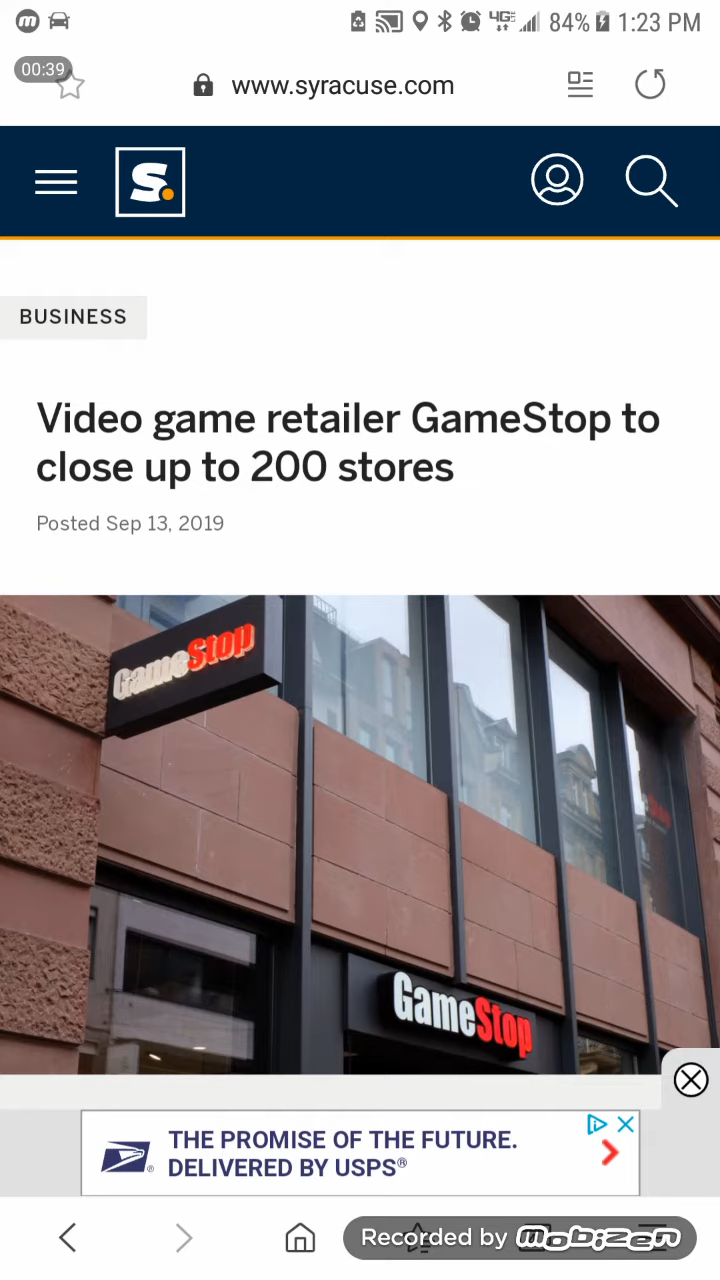 84% 1:23 PM
00:39
www.syracuse.com
S.
BUSINESS
Video game retailer GameStop to
close up to 200 stores
Posted Sep 13, 2019
GameStop
GameStop
THE PROMISE OF THE FUTURE.
DELIVERED BY USPS®
Recorded by Mobizen